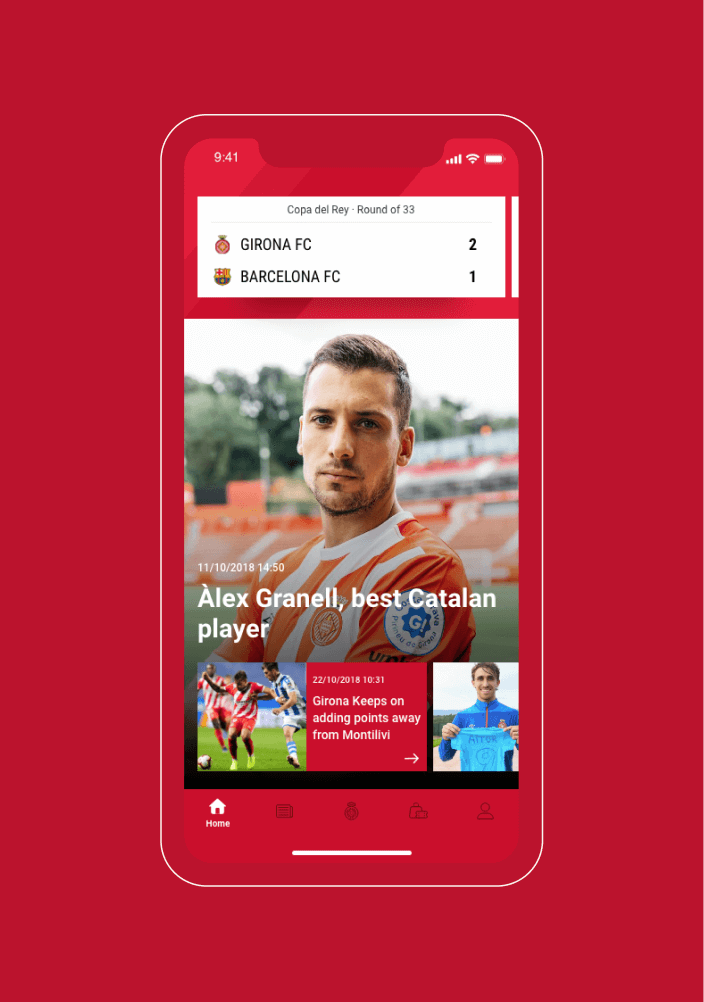 9:41
Copa del Rey · Round of 33
GIRONA FC 2
BARCELONA FC 1
11/10/2018 14:50
Àlex Granell, best Catalan
player
22/10/2018 10:31
Girona Keeps on
adding points away
from Montilivi
AITOR
Home